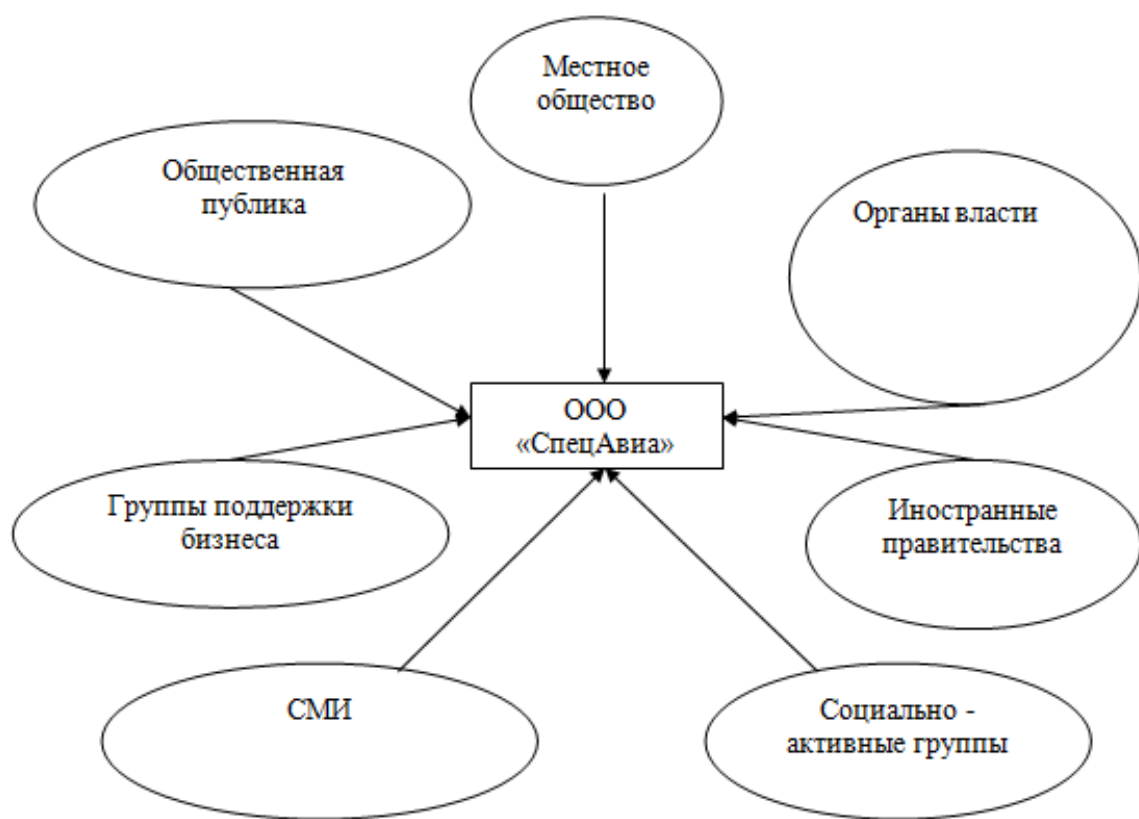 Местное
общество
Общественная
публика
Органы власти
ООО
«СпецАвиа»
Группы поддержки
бизнеса
Иностранные
правительства
СМИ
Социально -
активные группы